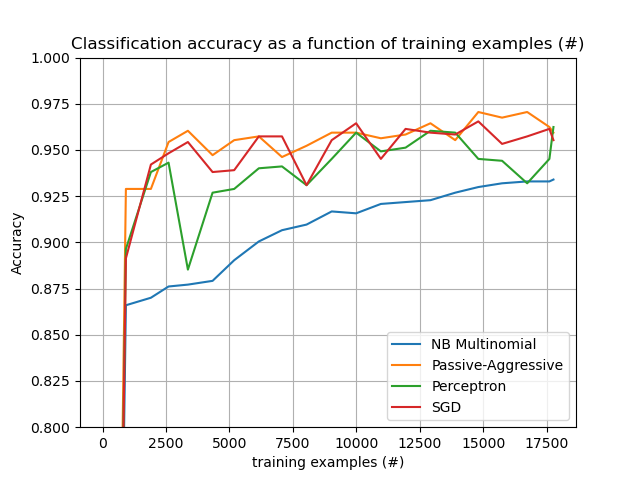 Classification accuracy as a function of training examples (#)
1.000
0.975
0.950
0.925
0.900
0.875
0.850
0.825
0.800
Accuracy
NB Multinomial
Passive-Aggressive
Perceptron
SGD
0 2500 5000 7500 10000 12500 15000 17500
training examples (#)